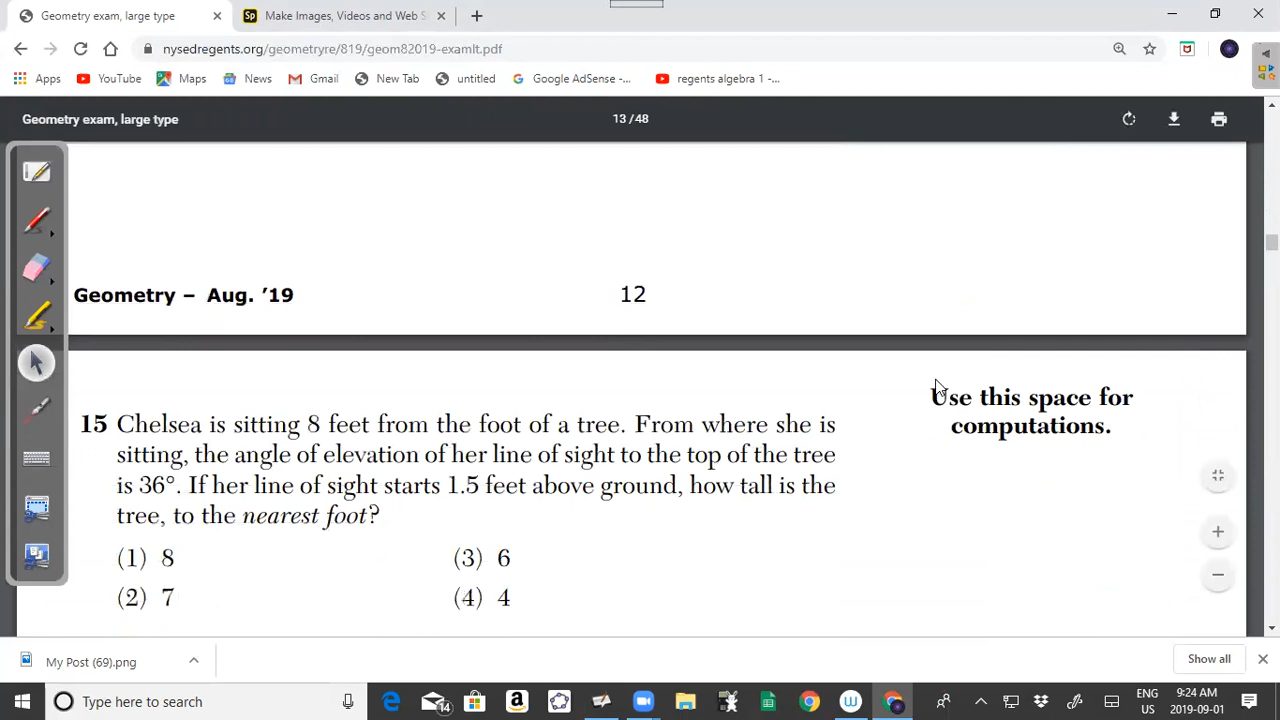 Geometry exam, large type
Make Images, Videos and Web S
nysedregents.org/geometryre/819/geom82019-examlt.pdf
Apps
YouTube
Maps
News
Gmail
New Tab
untitled
Google AdSense -...
regents algebra 1 -...
Geometry exam, large type
13 / 48
Geometry – Aug. '19
12
Use this space for
computations.
15 Chelsea is sitting 8 feet from the foot of a tree. From where she is
sitting, the angle of elevation of her line of sight to the top of the tree
is 36°. If her line of sight starts 1.5 feet above ground, how tall is the
tree, to the nearest foot?
(1) 8
(3) 6
(2) 7
(4) 4
My Post (69).png
Show all
Type here to search
14
ENG
US
9:24 AM
2019-09-01